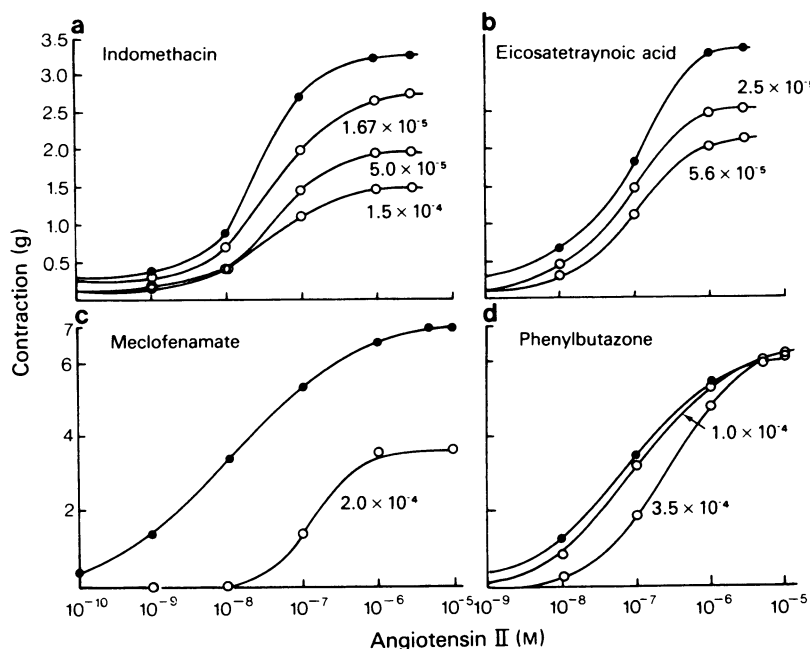 a
Indomethacin
3.5
3.0
2.5
2.0
1.5
1.0
0.5
1.67 × 10⁻⁵
5.0 × 10⁻⁵
1.5 × 10⁻⁴
b
Eicosatetraynoic acid
5.6 × 10⁻⁵
Contraction (g)
c
Meclofenamate
7
6
4
2
2.0 × 10⁻⁴
10⁻¹⁰ 10⁻⁹ 10⁻⁸ 10⁻⁷ 10⁻⁶ 10⁻⁵
d
Phenylbutazone
1.0 × 10⁻⁴
3.5 × 10⁻⁴
10⁻⁹ 10⁻⁸ 10⁻⁷ 10⁻⁶ 10⁻⁵
Angiotensin II (M)